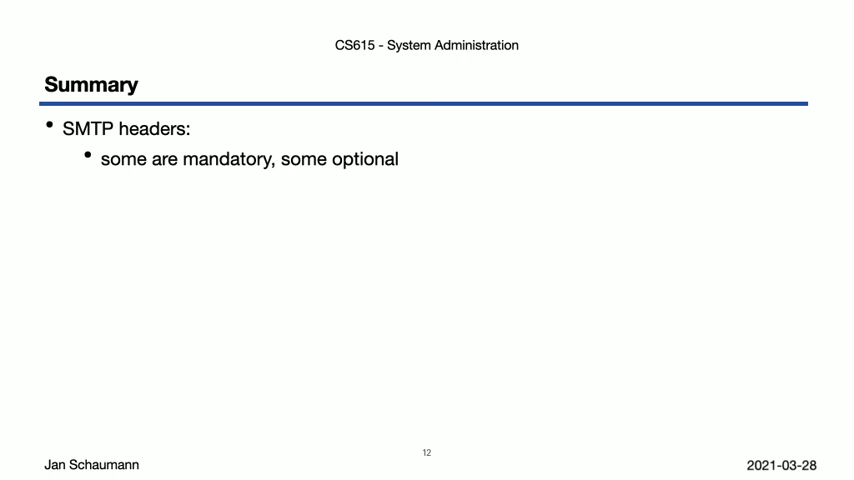 CS615 - System Administration
Summary
• SMTP headers:
• some are mandatory, some optional
12
Jan Schaumann
2021-03-28